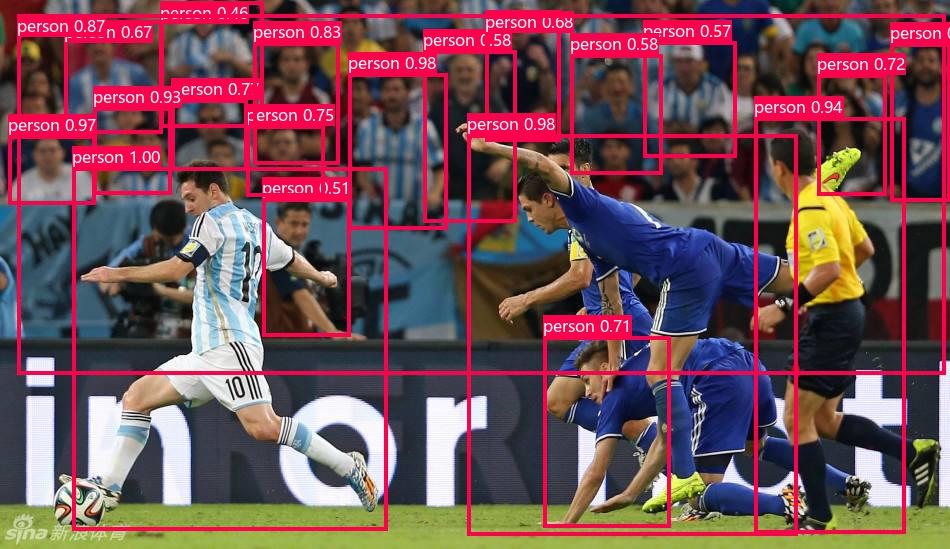 person 0.46
person 0.87
0.67
person 0.83
person 0.68
person 0.58
person 0.58
0.57
person
person 0.98
person 0.72
person 0.93
person 0.77
person 0.75
person 0.94
person 0.97
person 0.98
person 1.00
person 0.51
10
10
person 0.71
in
or
sina 新浪体育